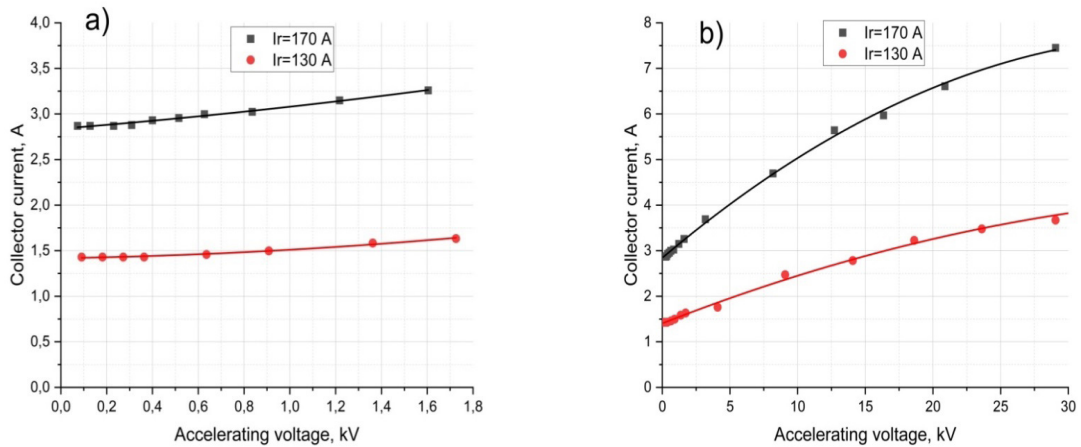 a)
Ir=170 A
Ir=130 A
4,0
3,5
3,0
2,5
2,0
1,5
1,0
0,5
0,0
Collector current, A
0,0 0,2 0,4 0,6 0,8 1,0 1,2 1,4 1,6 1,8
Accelerating voltage, kV
b)
Ir=170 A
Ir=130 A
8
7
6
5
4
3
2
1
0
Collector current, A
0 5 10 15 20 25 30
Accelerating voltage, kV